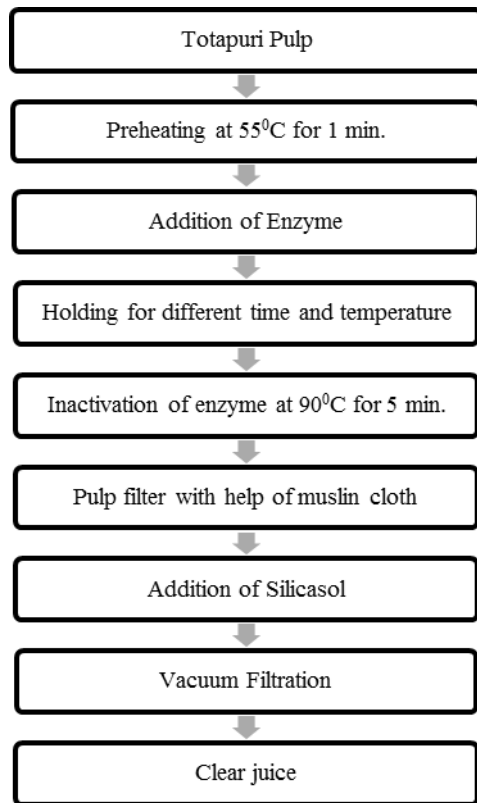 Totapuri Pulp
Preheating at 55⁰C for 1 min.
Addition of Enzyme
Holding for different time and temperature
Inactivation of enzyme at 90⁰C for 5 min.
Pulp filter with help of muslin cloth
Addition of Silicasol
Vacuum Filtration
Clear juice